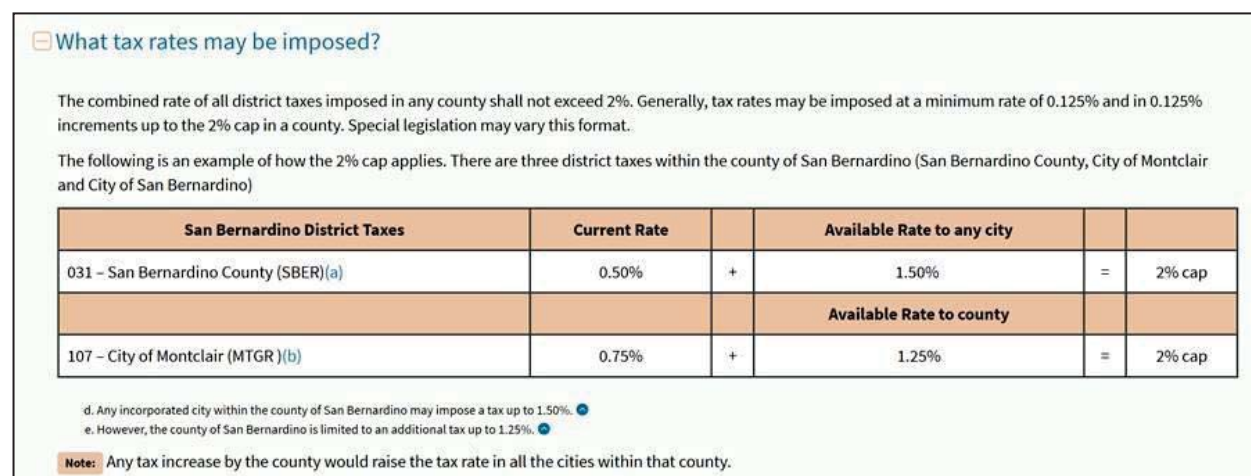 What tax rates may be imposed?
The combined rate of all district taxes imposed in any county shall not exceed 2%. Generally, tax rates may be imposed at a minimum rate of 0.125% and in 0.125%
increments up to the 2% cap in a county. Special legislation may vary this format.
The following is an example of how the 2% cap applies. There are three district taxes within the county of San Bernardino (San Bernardino County, City of Montclair
and City of San Bernardino)
San Bernardino District Taxes Current Rate Available Rate to any city
031 – San Bernardino County (SBER)(a) 0.50% + 1.50% = 2% cap
Available Rate to county
107 – City of Montclair (MTGR )(b) 0.75% + 1.25% = 2% cap
d. Any incorporated city within the county of San Bernardino may impose a tax up to 1.50%.
e. However, the county of San Bernardino is limited to an additional tax up to 1.25%.
Note: Any tax increase by the county would raise the tax rate in all the cities within that county.